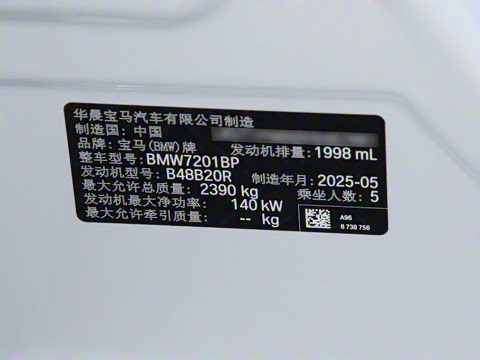 华晨宝马汽车有限公司制造
制造国: 中国
品牌: 宝马(BMW)牌 发动机排量: 1998 mL
整车型号: BMW7201BP
发动机型号: B48B20R 制造年月: 2025-05
最大允许总质量: 2390 kg 乘坐人数: 5
发动机最大净功率: 140 kW
最大允许牵引质量: -- kg
A96
8 738 756